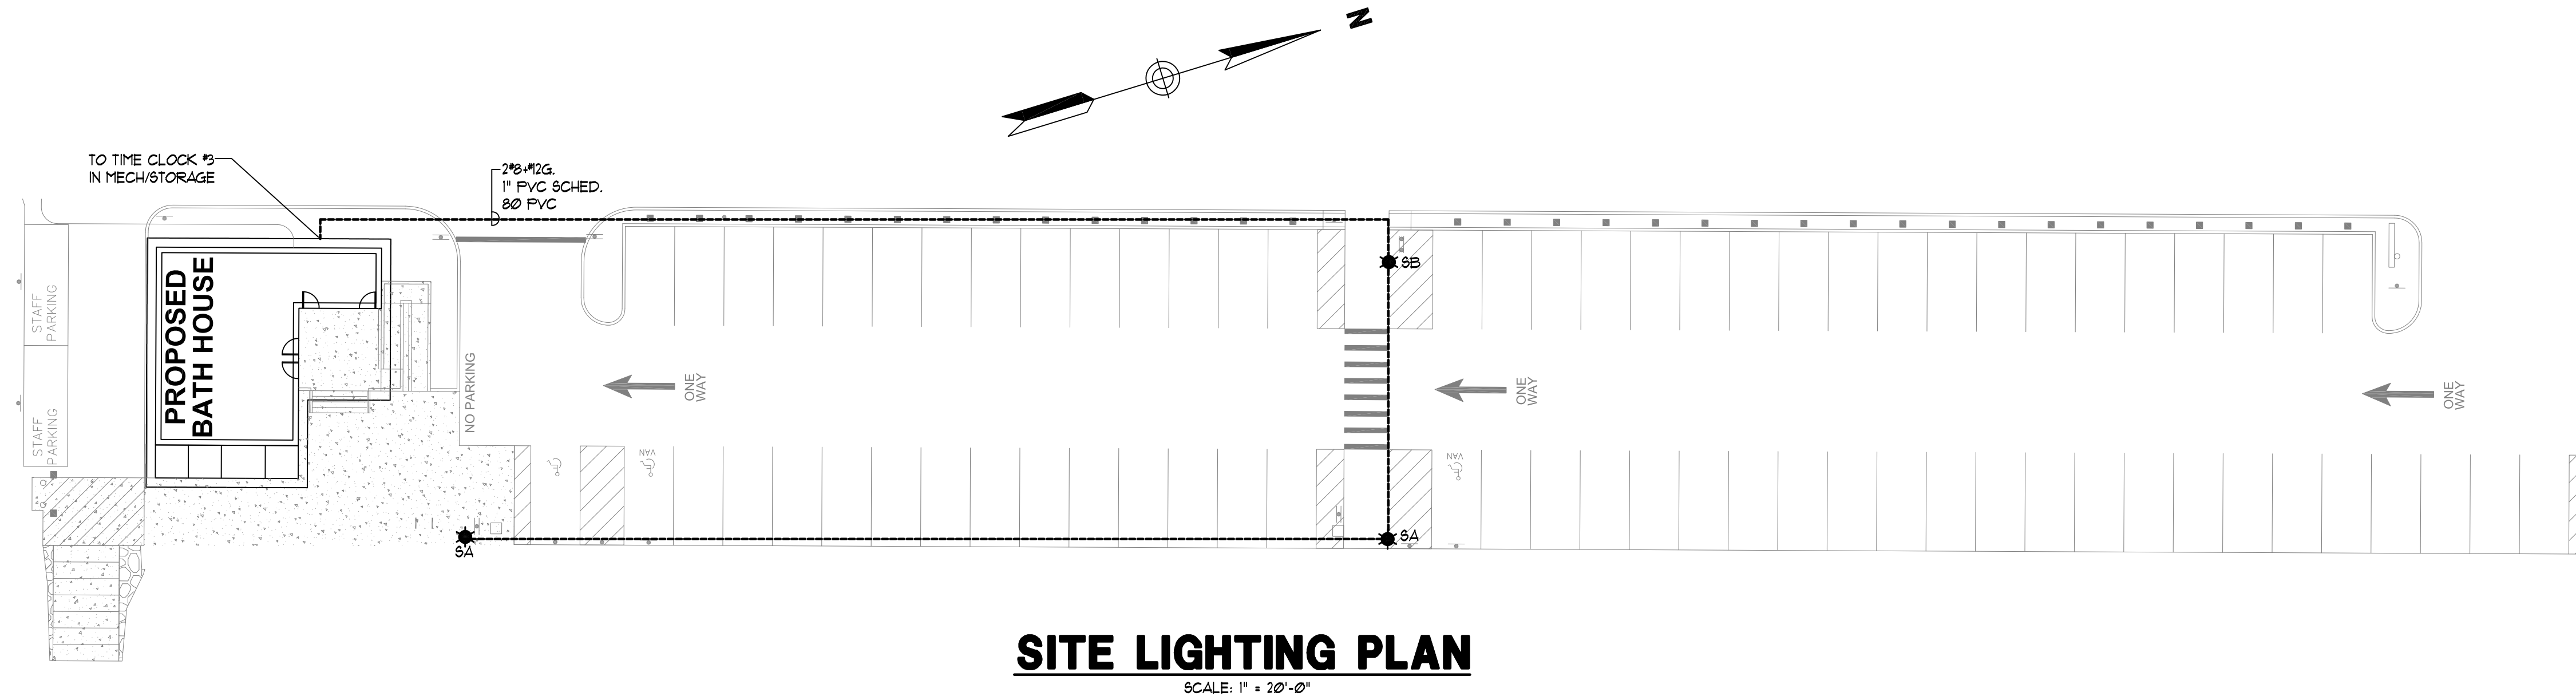 N
TO TIME CLOCK #3
IN MECH/STORAGE
2#8+#12G.
1" PVC SCHED.
80 PVC
STAFF
PARKING
STAFF
PARKING
PROPOSED
BATH HOUSE
NO PARKING
ONE
WAY
ONE
WAY
ONE
WAY
SB
VAN
VAN
SA
SA
SITE LIGHTING PLAN
SCALE: 1" = 20'-0"